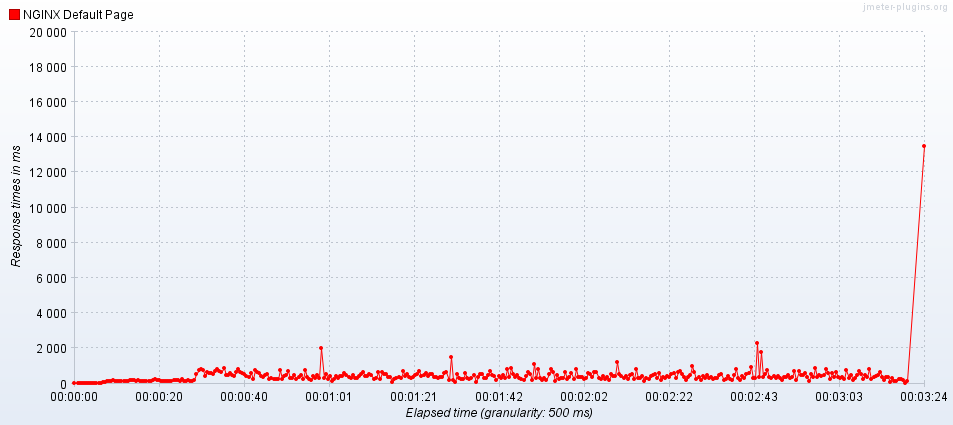 jmeter-plugins.org
NGINX Default Page
20 000
18 000
16 000
14 000
12 000
10 000
8 000
6 000
4 000
2 000
0
Response times in ms
00:00:00 00:00:20 00:00:40 00:01:01 00:01:21 00:01:42 00:02:02 00:02:22 00:02:43 00:03:03 00:03:24
Elapsed time (granularity: 500 ms)